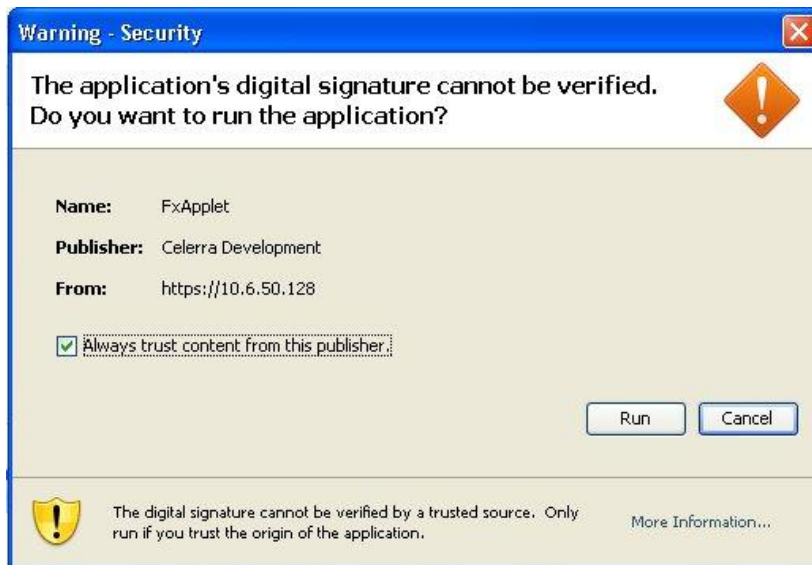 Warning - Security
The application's digital signature cannot be verified.
Do you want to run the application?
Name: FxApplet
Publisher: Celerra Development
From: https://10.6.50.128
Always trust content from this publisher.
Run Cancel
The digital signature cannot be verified by a trusted source. Only
run if you trust the origin of the application.
More Information...